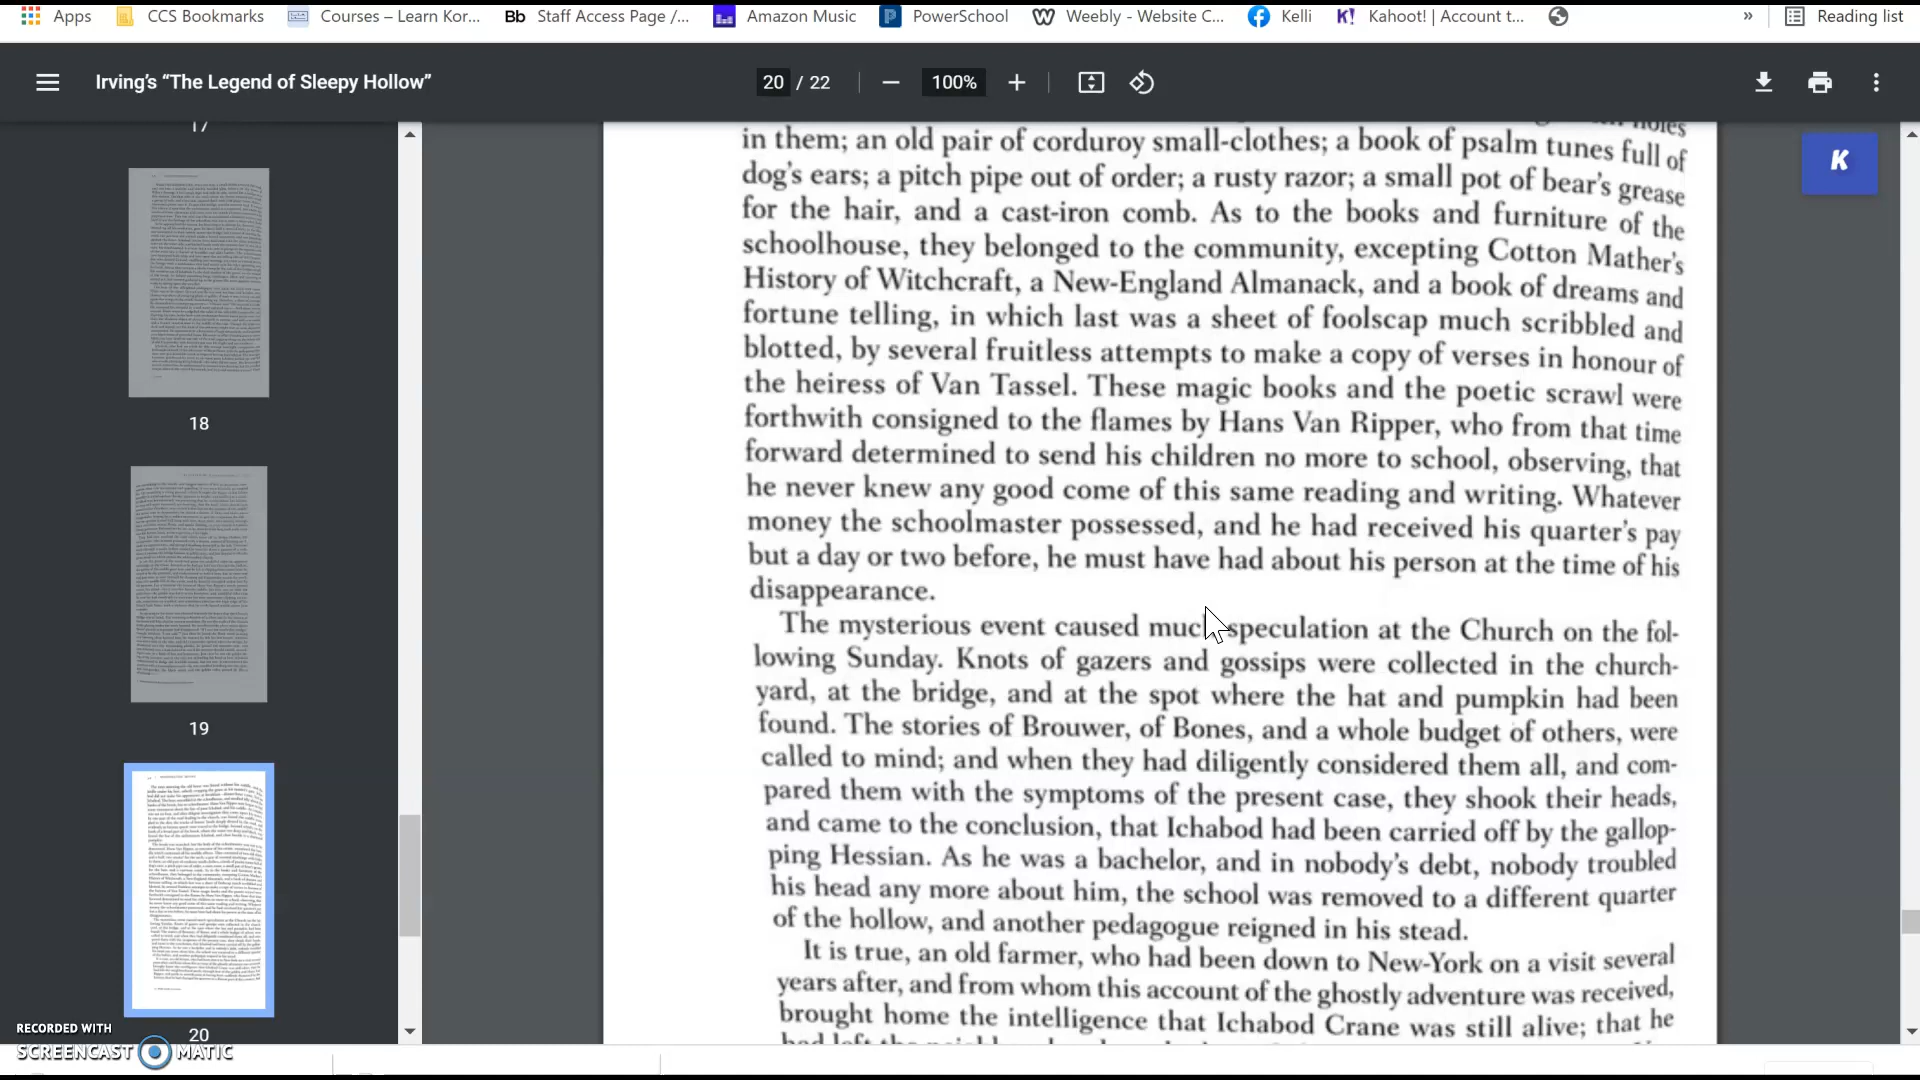 Apps
CCS Bookmarks
Courses – Learn Kor...
Bb Staff Access Page /...
Amazon Music
PowerSchool
Weebly - Website C...
Kelli
K! Kahoot! | Account t...
»
Reading list
Irving's “The Legend of Sleepy Hollow”
20 / 22
100%
K
17
18
19
20
in them; an old pair of corduroy small-clothes; a book of psalm tunes full of
dog's ears; a pitch pipe out of order; a rusty razor; a small pot of bear's grease
for the hair, and a cast-iron comb. As to the books and furniture of the
schoolhouse, they belonged to the community, excepting Cotton Mather's
History of Witchcraft, a New-England Almanack, and a book of dreams and
fortune telling, in which last was a sheet of foolscap much scribbled and
blotted, by several fruitless attempts to make a copy of verses in honour of
the heiress of Van Tassel. These magic books and the poetic scrawl were
forthwith consigned to the flames by Hans Van Ripper, who from that time
forward determined to send his children no more to school, observing, that
he never knew any good come of this same reading and writing. Whatever
money the schoolmaster possessed, and he had received his quarter's pay
but a day or two before, he must have had about his person at the time of his
disappearance.
The mysterious event caused much speculation at the Church on the fol-
lowing Sunday. Knots of gazers and gossips were collected in the church-
yard, at the bridge, and at the spot where the hat and pumpkin had been
found. The stories of Brouwer, of Bones, and a whole budget of others, were
called to mind; and when they had diligently considered them all, and com-
pared them with the symptoms of the present case, they shook their heads,
and came to the conclusion, that Ichabod had been carried off by the gallop-
ping Hessian. As he was a bachelor, and in nobody's debt, nobody troubled
his head any more about him, the school was removed to a different quarter
of the hollow, and another pedagogue reigned in his stead.
It is true, an old farmer, who had been down to New-York on a visit several
years after, and from whom this account of the ghostly adventure was received,
brought home the intelligence that Ichabod Crane was still alive; that he
RECORDED WITH
SCREENCAST MATIC